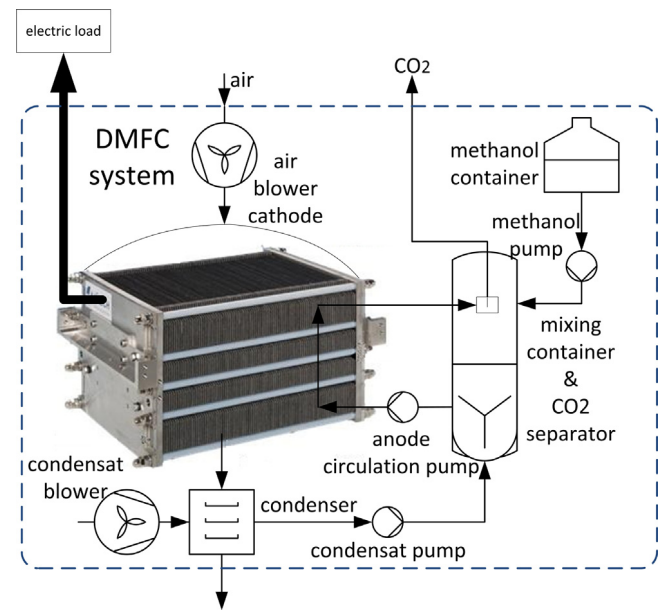 electric load
air
CO2
DMFC
system
air
blower
cathode
methanol
container
methanol
pump
mixing
container
&
CO2
separator
anode
circulation pump
condensat
blower
condenser
condensat pump